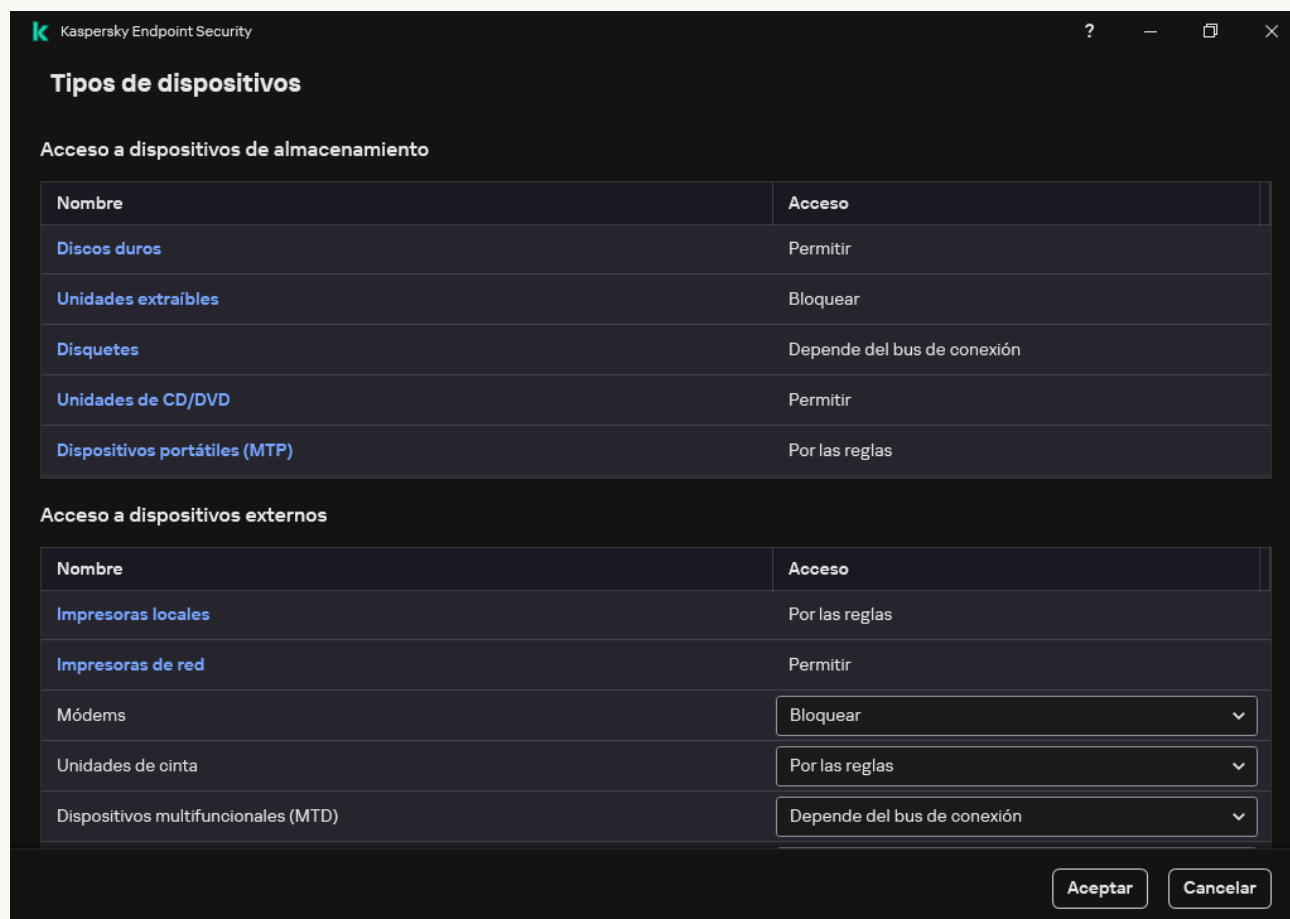 Kaspersky Endpoint Security ?
Tipos de dispositivos
Acceso a dispositivos de almacenamiento
Nombre Acceso
Discos duros Permitir
Unidades extraíbles Bloquear
Disquetes Depende del bus de conexión
Unidades de CD/DVD Permitir
Dispositivos portátiles (MTP) Por las reglas
Acceso a dispositivos externos
Nombre Acceso
Impresoras locales Por las reglas
Impresoras de red Permitir
Módems Bloquear
Unidades de cinta Por las reglas
Dispositivos multifuncionales (MTD) Depende del bus de conexión
Aceptar Cancelar